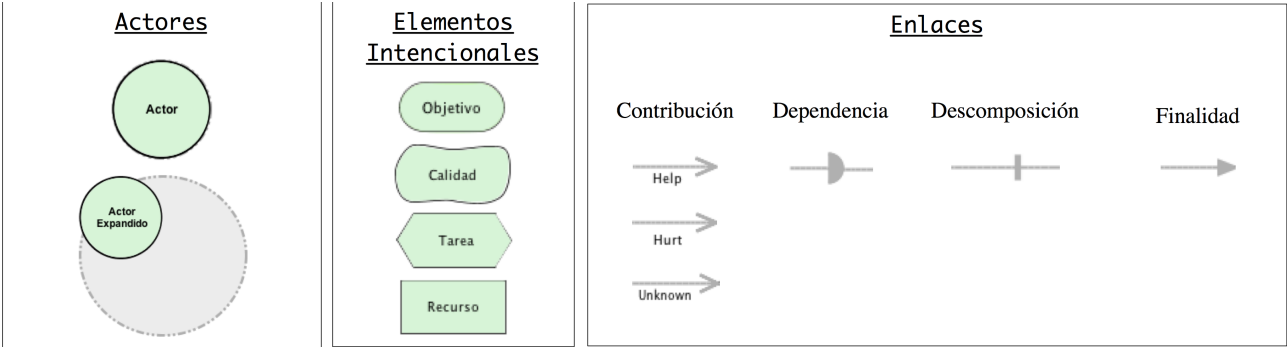 Actores
Actor
Actor
Expandido
Elementos
Intencionales
Objetivo
Calidad
Tarea
Recurso
Enlaces
Contribución
Dependencia
Descomposición
Finalidad
Help
Hurt
Unknown